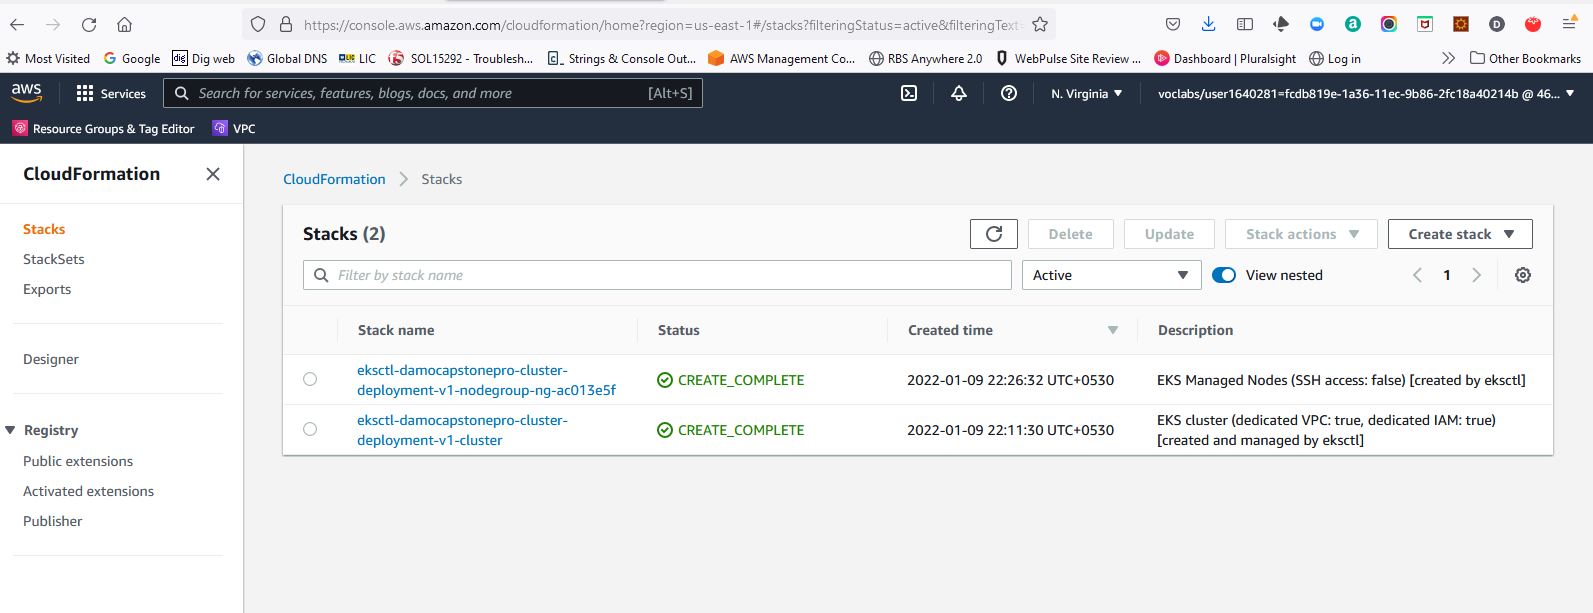 https://console.aws.amazon.com/cloudformation/home?region=us-east-1#/stacks?filteringStatus=active&filteringText=
Most Visited Google Dig web Global DNS LIC SOL15292 - Troublesh... Strings & Console Out... AWS Management Co... RBS Anywhere 2.0 WebPulse Site Review ... Dashboard | Pluralsight Log in Other Bookmarks
aws Services Search for services, features, blogs, docs, and more [Alt+S] N. Virginia voclabs/user1640281=fcdb819e-1a36-11ec-9b86-2fc18a40214b @ 46...
Resource Groups & Tag Editor VPC
CloudFormation
Stacks
StackSets
Exports
Designer
Registry
Public extensions
Activated extensions
Publisher
CloudFormation Stacks
Stacks (2) Delete Update Stack actions Create stack
Filter by stack name Active View nested 1
Stack name Status Created time Description
eksctl-damocapstonepro-cluster-
deployment-v1-nodegroup-ng-ac013e5f
CREATE_COMPLETE
2022-01-09 22:26:32 UTC+0530
EKS Managed Nodes (SSH access: false) [created by eksctl]
eksctl-damocapstonepro-cluster-
deployment-v1-cluster
CREATE_COMPLETE
2022-01-09 22:11:30 UTC+0530
EKS cluster (dedicated VPC: true, dedicated IAM: true)
[created and managed by eksctl]